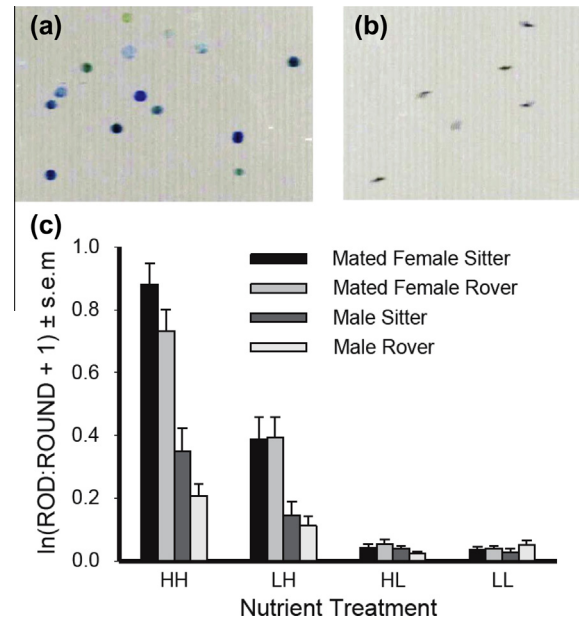 (a)
(b)
(c)
ln(ROD:ROUND + 1) ± s.e.m
1.0
0.8
0.6
0.4
0.2
0.0
Mated Female Sitter
Mated Female Rover
Male Sitter
Male Rover
HH LH HL LL
Nutrient Treatment